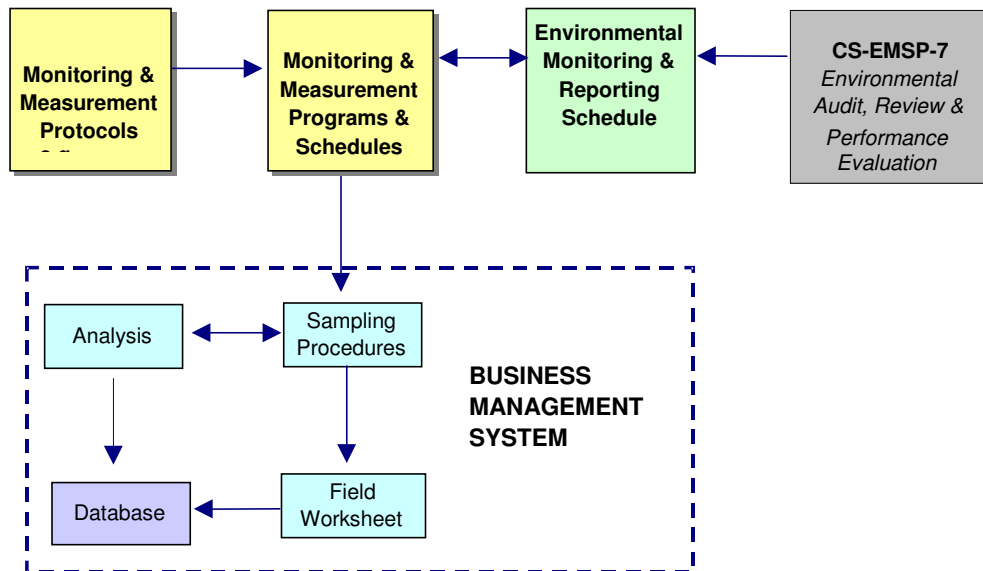 Monitoring &
Measurement
Protocols
Monitoring &
Measurement
Programs &
Schedules
Environmental
Monitoring &
Reporting
Schedule
CS-EMSP-7
Environmental
Audit, Review &
Performance
Evaluation
Analysis
Sampling
Procedures
BUSINESS
MANAGEMENT
SYSTEM
Database
Field
Worksheet